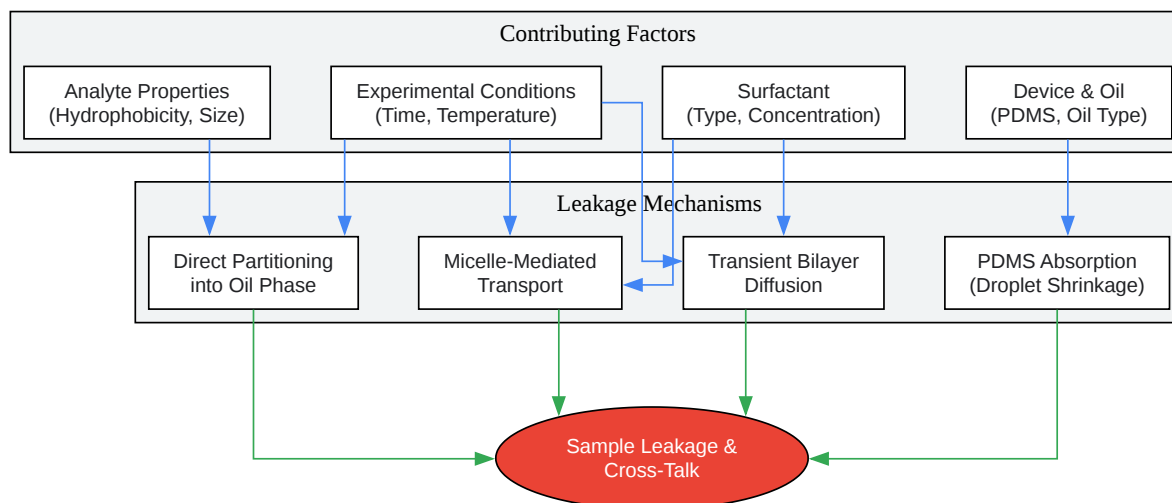 Contributing Factors
Analyte Properties
(Hydrophobicity, Size)
Experimental Conditions
(Time, Temperature)
Surfactant
(Type, Concentration)
Device & Oil
(PDMS, Oil Type)
Leakage Mechanisms
Direct Partitioning
into Oil Phase
Micelle-Mediated
Transport
Transient Bilayer
Diffusion
PDMS Absorption
(Droplet Shrinkage)
Sample Leakage &
Cross-Talk